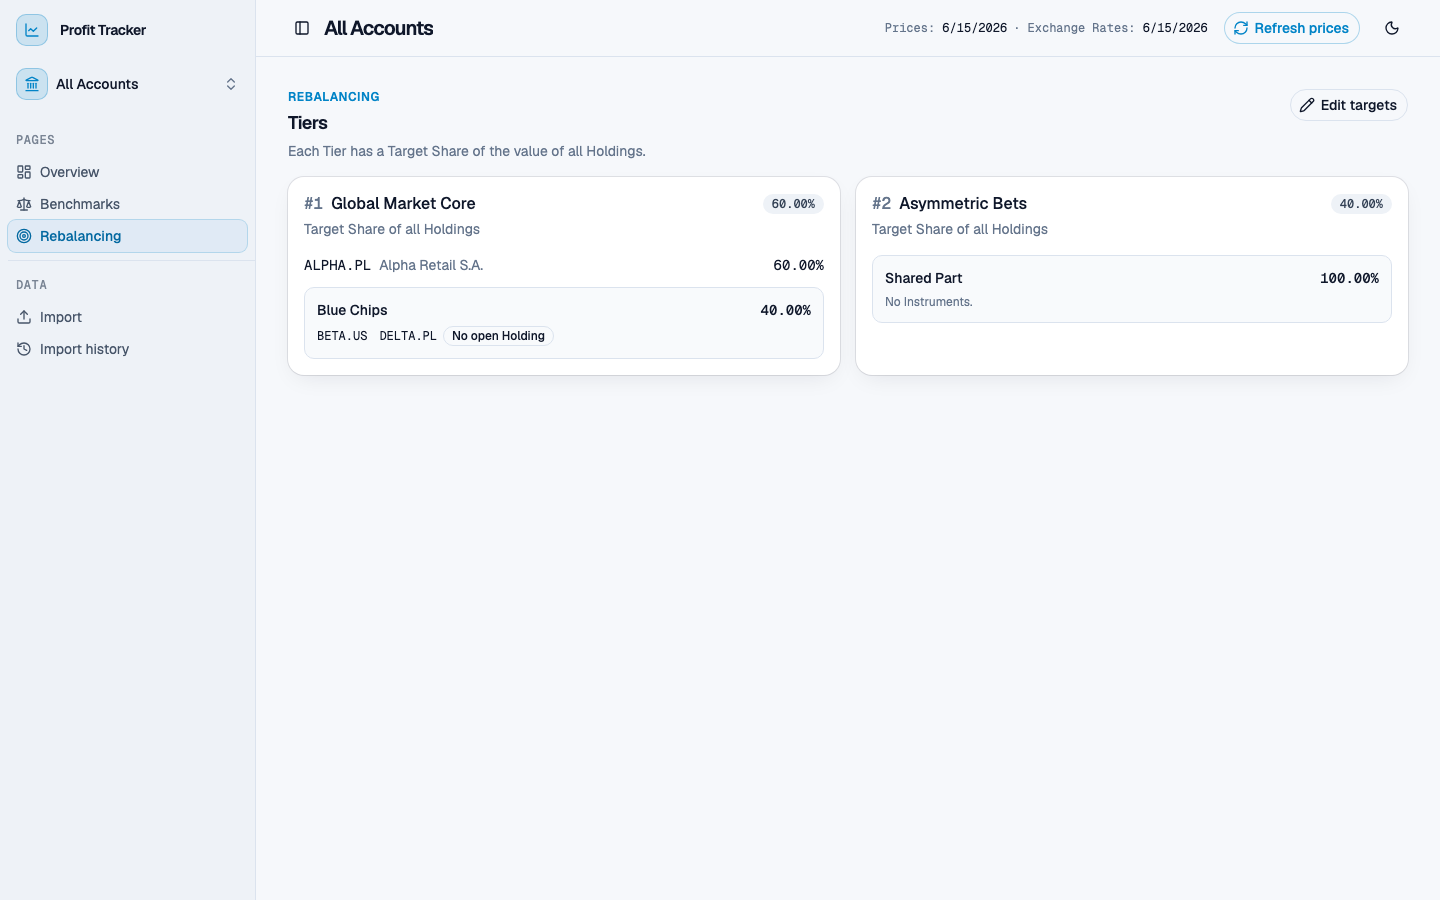 Profit Tracker
All Accounts
PAGES
Overview
Benchmarks
Rebalancing
DATA
Import
Import history
All Accounts
Prices: 6/15/2026 · Exchange Rates: 6/15/2026
Refresh prices
REBALANCING
Tiers
Each Tier has a Target Share of the value of all Holdings.
Edit targets
#1 Global Market Core 60.00%
Target Share of all Holdings
ALPHA.PL Alpha Retail S.A. 60.00%
Blue Chips 40.00%
BETA.US DELTA.PL No open Holding
#2 Asymmetric Bets 40.00%
Target Share of all Holdings
Shared Part 100.00%
No Instruments.